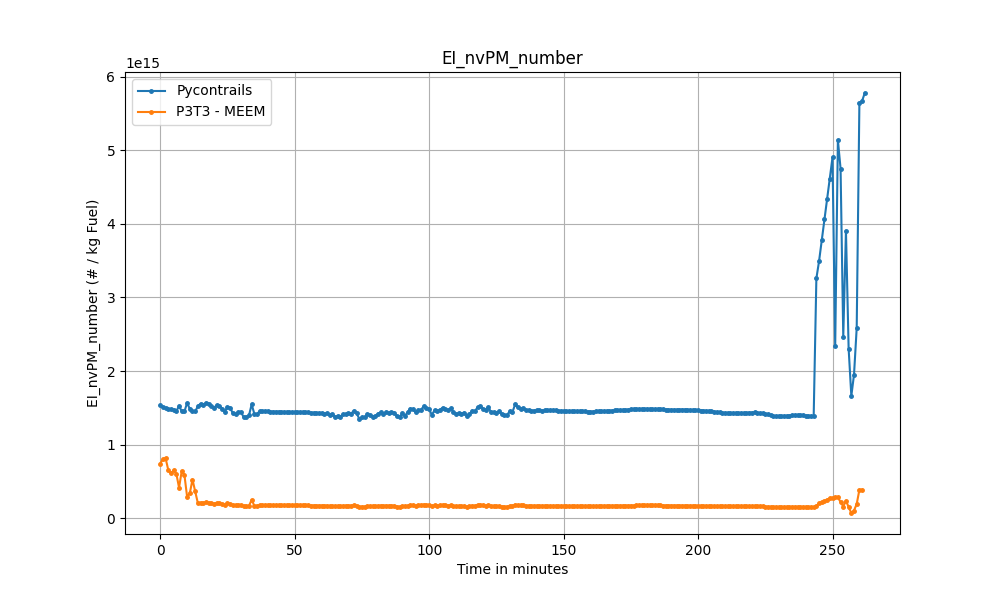 EI_nvPM_number
1e15
Pycontrails
P3T3 - MEEM
6
5
4
3
2
1
0
EI_nvPM_number (# / kg Fuel)
0 50 100 150 200 250
Time in minutes